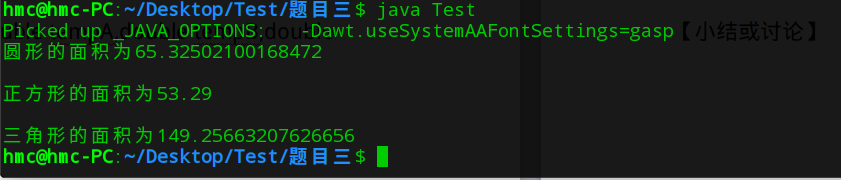 hmc@hmc-PC:~/Desktop/Test/题目三$ java Test
Picked up _JAVA_OPTIONS:   -Dawt.useSystemAAFontSettings=gasp
【小结或讨论】
圆形的面积为65.32502100168472
正方形的面积为53.29
三角形的面积为149.25663207626656
hmc@hmc-PC:~/Desktop/Test/题目三$